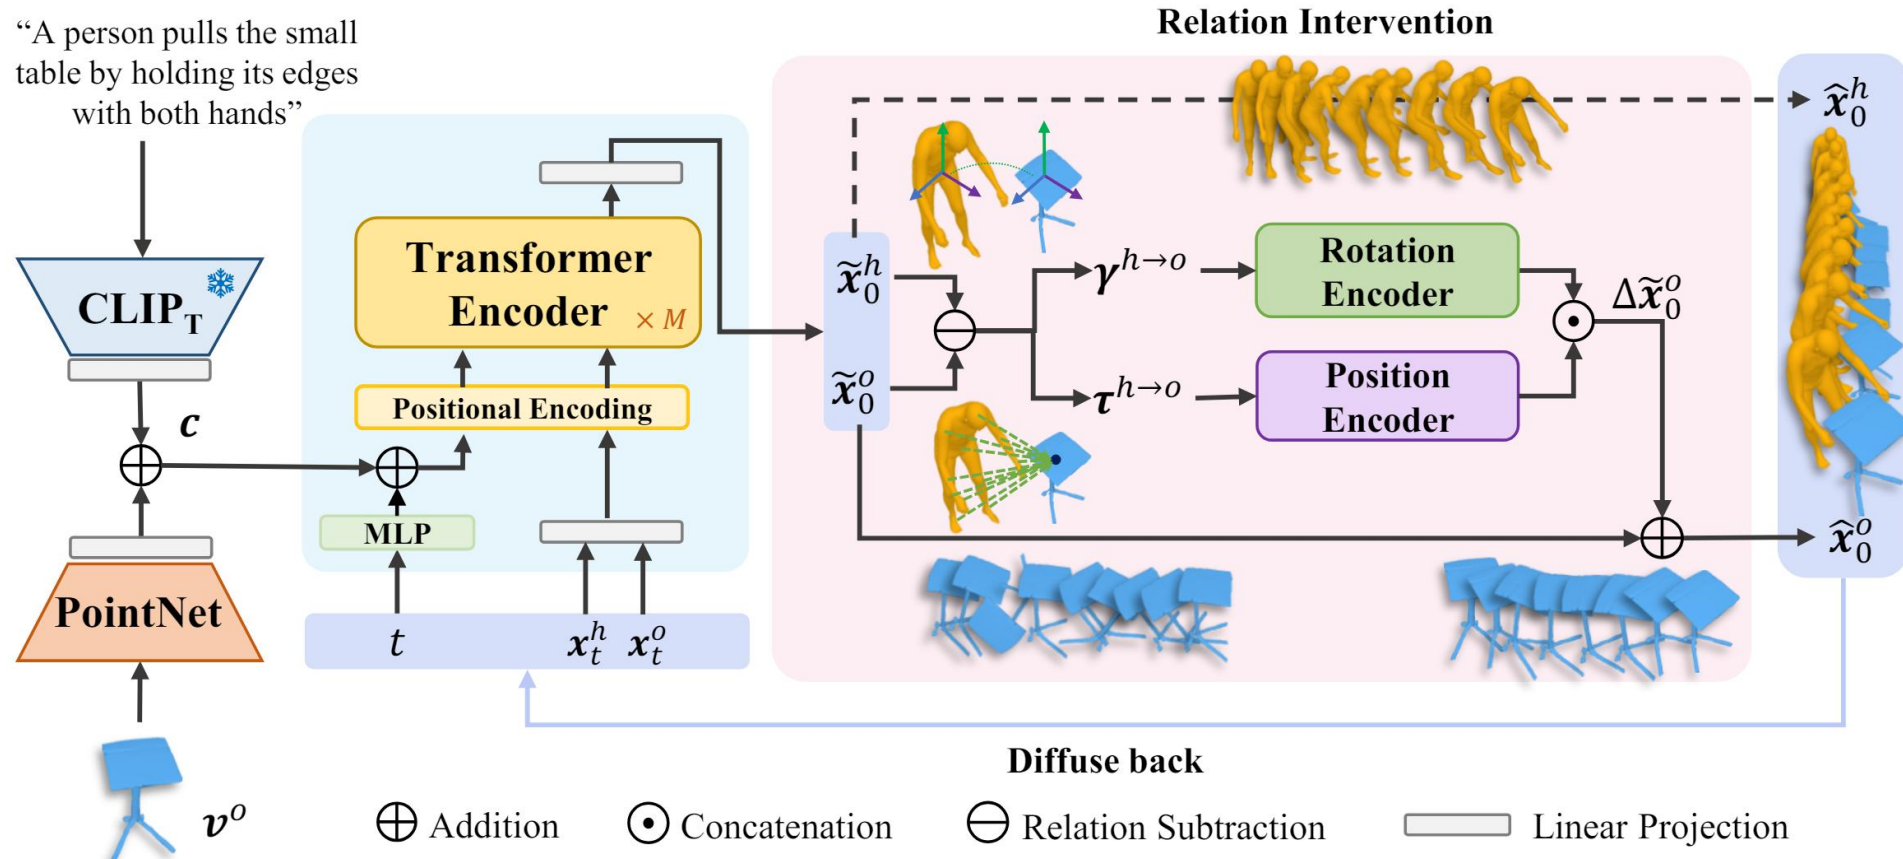 “A person pulls the small
table by holding its edges
with both hands”
CLIP_T
c
PointNet
v^o
Transformer
Encoder × M
Positional Encoding
MLP
t
x_t^h x_t^o
Relation Intervention
x̃_0^h
x̃_0^o
γ^{h→o}
τ^{h→o}
Rotation
Encoder
Position
Encoder
Δx̃_0^o
x̂_0^h
x̂_0^o
Diffuse back
Addition
Concatenation
Relation Subtraction
Linear Projection